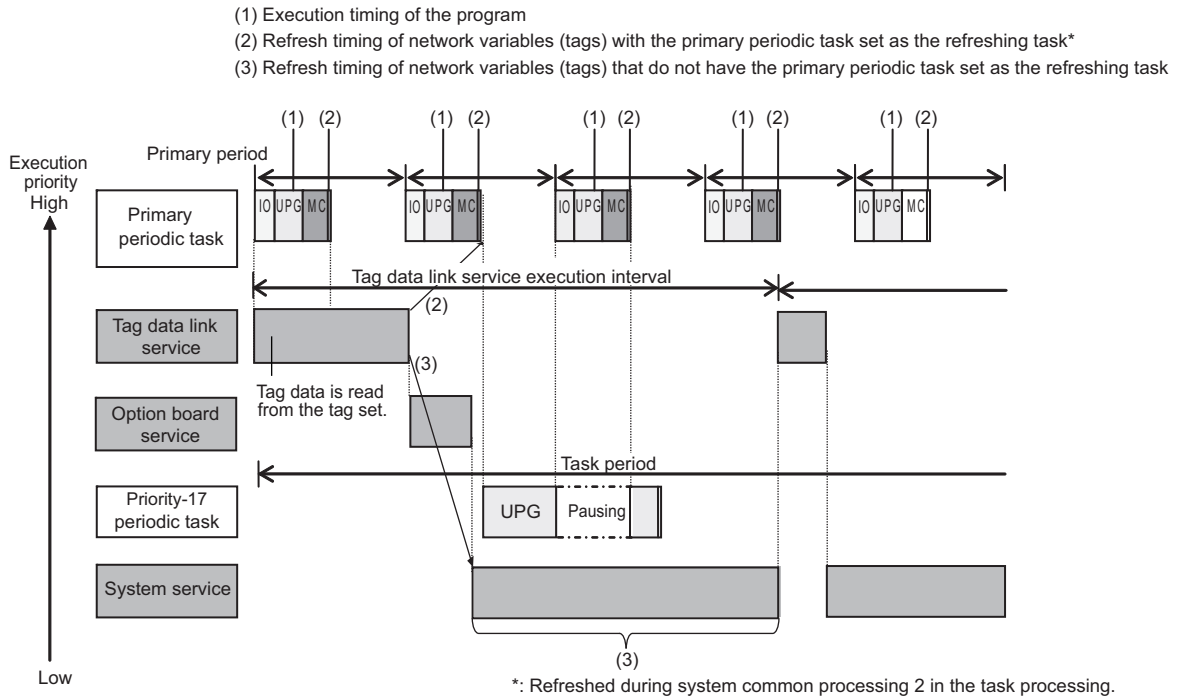 (1) Execution timing of the program
(2) Refresh timing of network variables (tags) with the primary periodic task set as the refreshing task*
(3) Refresh timing of network variables (tags) that do not have the primary periodic task set as the refreshing task
(1) (2) (1) (2) (1) (2) (1) (2) (1) (2)
Primary period
Execution
priority
High
Primary
periodic task
IO UPG MC IO UPG MC IO UPG MC IO UPG MC IO UPG MC
Tag data link service execution interval
(2)
Tag data link
service
(3)
Tag data is read
from the tag set.
Option board
service
Task period
Priority-17
periodic task
UPG Pausing
System service
(3)
Low
*: Refreshed during system common processing 2 in the task processing.